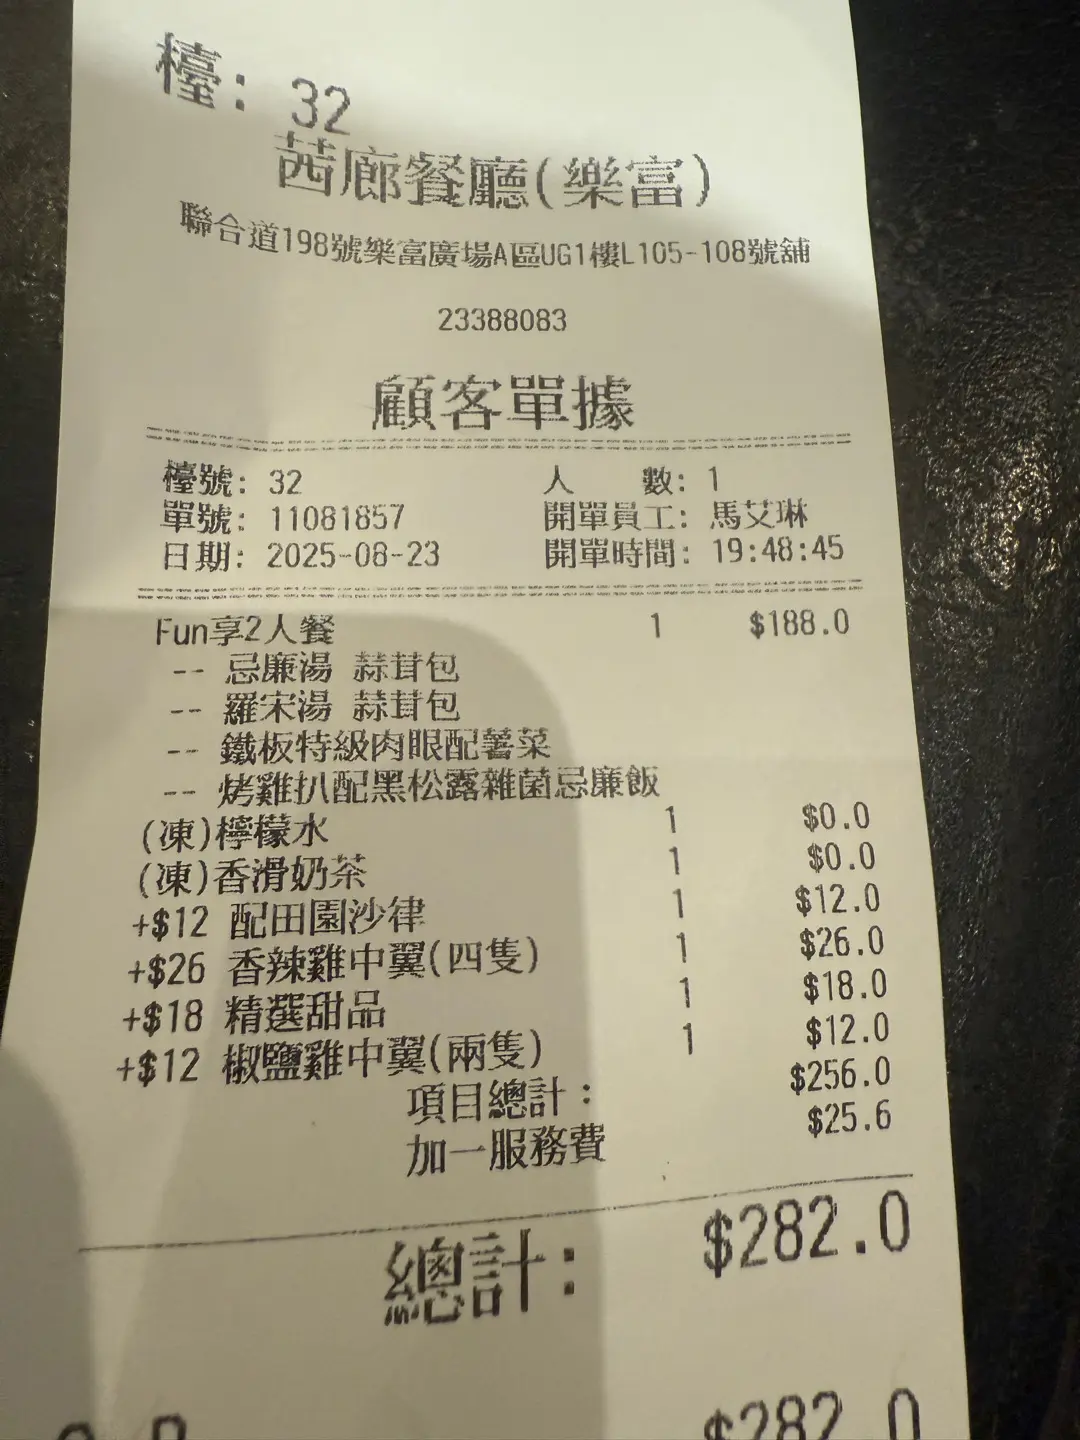 檯: 32
茜廊餐廳(樂富)
聯合道198號樂富廣場A區UG1樓L105-108號舖
23388083
顧客單據
檯號: 32 人 數: 1
單號: 11081857 開單員工: 馬艾琳
日期: 2025-08-23 開單時間: 19:48:45
Fun享2人餐 1 $188.0
-- 忌廉湯 蒜茸包
-- 羅宋湯 蒜茸包
-- 鐵板特級肉眼配薯菜
-- 烤雞扒配黑松露雜菌忌廉飯
(凍)檸檬水 1 $0.0
(凍)香滑奶茶 1 $0.0
+$12 配田園沙律 1 $12.0
+$26 香辣雞中翼(四隻) 1 $26.0
+$18 精選甜品 1 $18.0
+$12 椒鹽雞中翼(兩隻) 1 $12.0
項目總計: $256.0
加一服務費 $25.6
總計: $282.0
$282.0